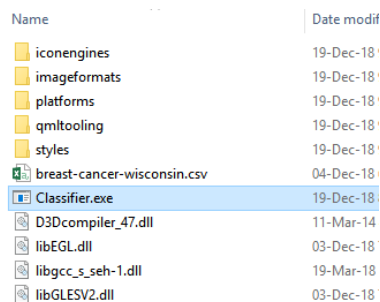 Name Date modif
iconengines 19-Dec-18
imageformats 19-Dec-18
platforms 19-Dec-18
qmltooling 19-Dec-18
styles 19-Dec-18
breast-cancer-wisconsin.csv 04-Dec-18
Classifier.exe 19-Dec-18
D3Dcompiler_47.dll 11-Mar-14
libEGL.dll 03-Dec-18
libgcc_s_seh-1.dll 19-Mar-18
libGLESV2.dll 03-Dec-18